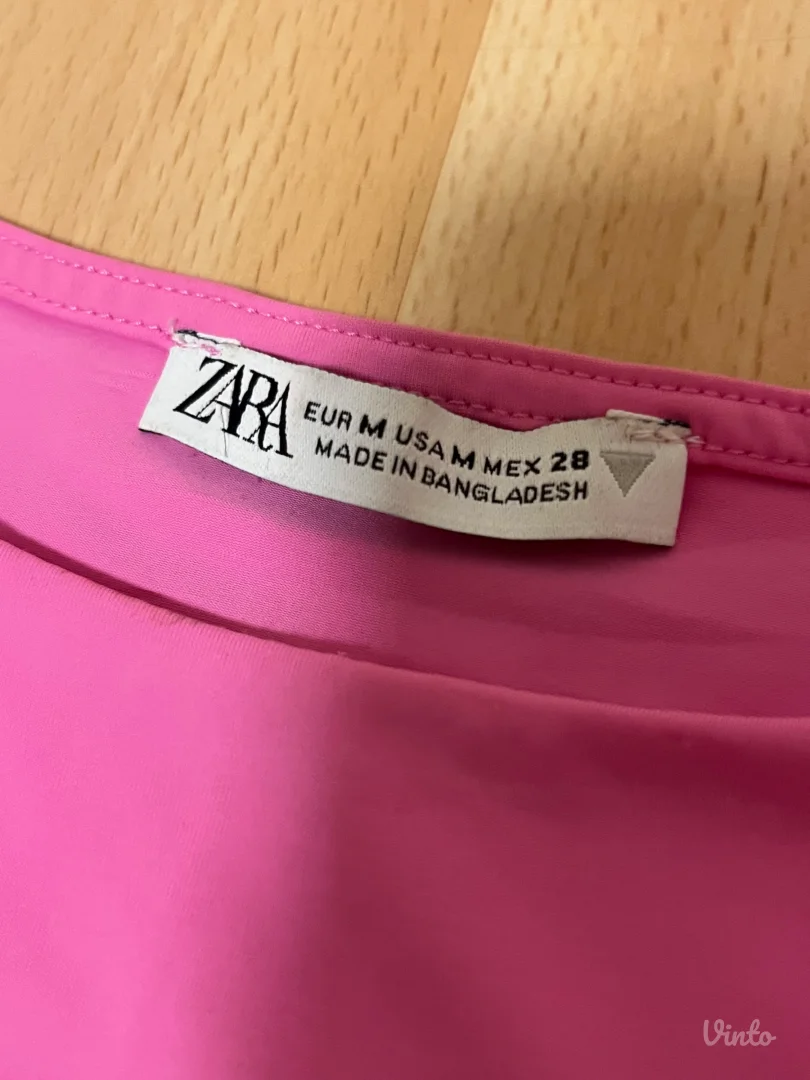 ZARA
EUR M USA M MEX 28
MADE IN BANGLADESH
Vinto